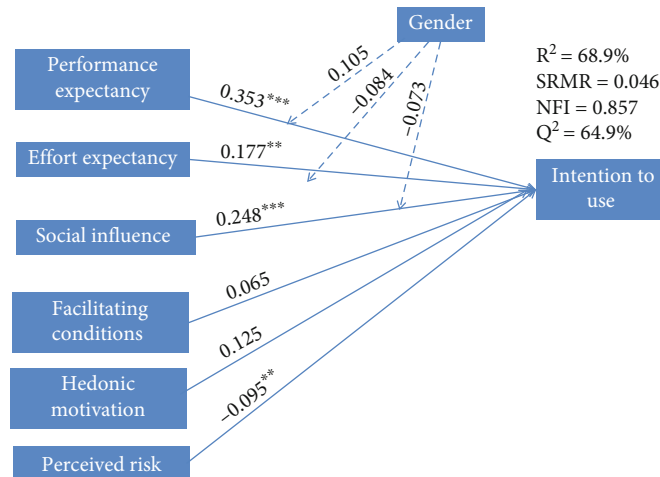 Gender
Performance
expectancy
0.353***
0.105
–0.084
–0.073
R² = 68.9%
SRMR = 0.046
NFI = 0.857
Q² = 64.9%
Effort expectancy
0.177**
Intention to
use
Social influence
0.248***
Facilitating
conditions
0.065
Hedonic
motivation
0.125
Perceived risk
–0.095**